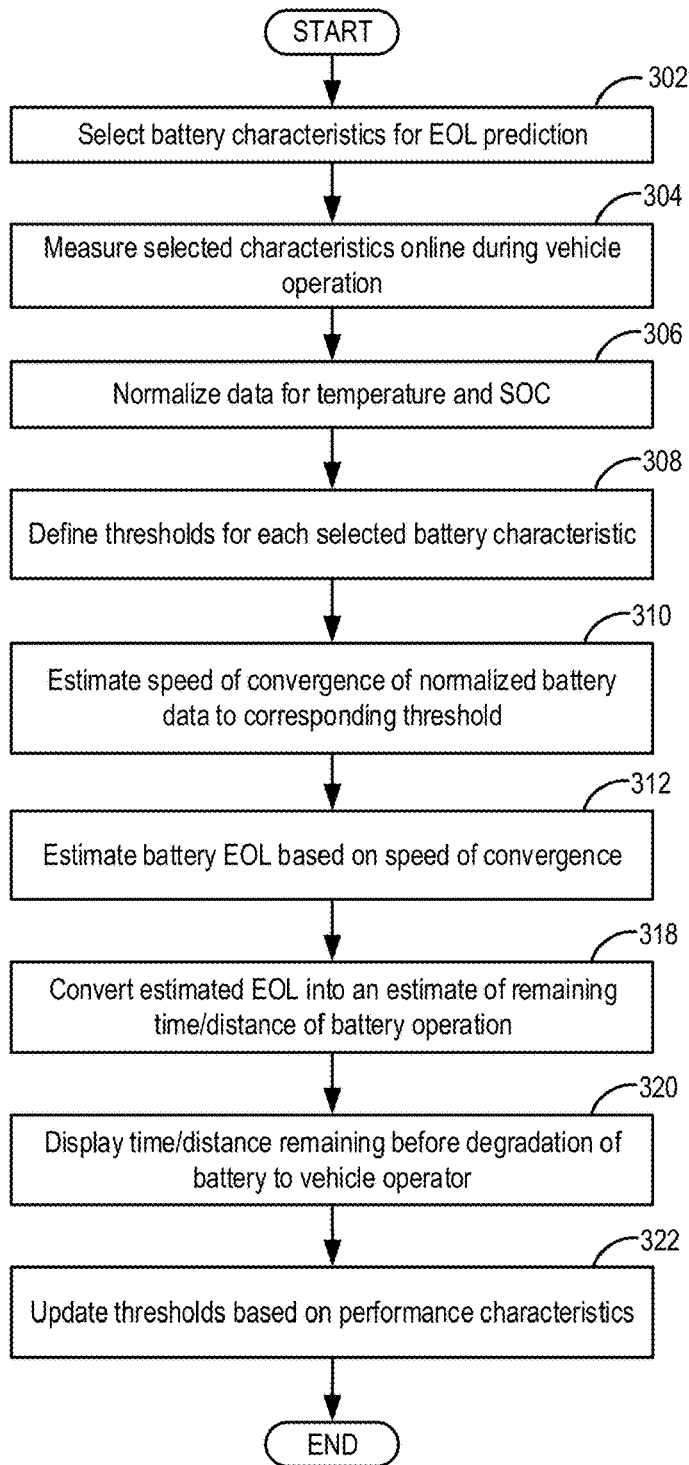 START
302
Select battery characteristics for EOL prediction
304
Measure selected characteristics online during vehicle
operation
306
Normalize data for temperature and SOC
308
Define thresholds for each selected battery characteristic
310
Estimate speed of convergence of normalized battery
data to corresponding threshold
312
Estimate battery EOL based on speed of convergence
318
Convert estimated EOL into an estimate of remaining
time/distance of battery operation
320
Display time/distance remaining before degradation of
battery to vehicle operator
322
Update thresholds based on performance characteristics
END